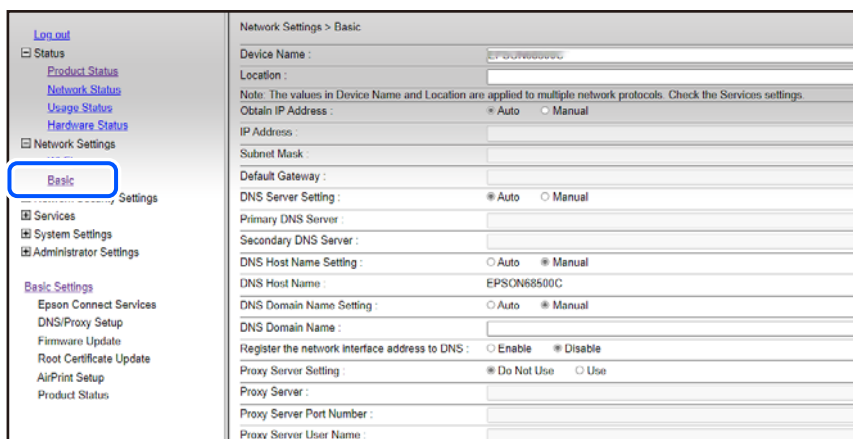 Log out
Status
Product Status
Network Status
Usage Status
Hardware Status
Network Settings
Basic
Settings
Services
System Settings
Administrator Settings
Basic Settings
Epson Connect Services
DNS/Proxy Setup
Firmware Update
Root Certificate Update
AirPrint Setup
Product Status
Network Settings > Basic
Device Name :
Location :
Note: The values in Device Name and Location are applied to multiple network protocols. Check the Services settings.
Obtain IP Address : Auto Manual
IP Address :
Subnet Mask :
Default Gateway :
DNS Server Setting : Auto Manual
Primary DNS Server :
Secondary DNS Server :
DNS Host Name Setting : Auto Manual
DNS Host Name : EPSON68500C
DNS Domain Name Setting : Auto Manual
DNS Domain Name :
Register the network interface address to DNS : Enable Disable
Proxy Server Setting : Do Not Use Use
Proxy Server :
Proxy Server Port Number :
Proxy Server User Name :